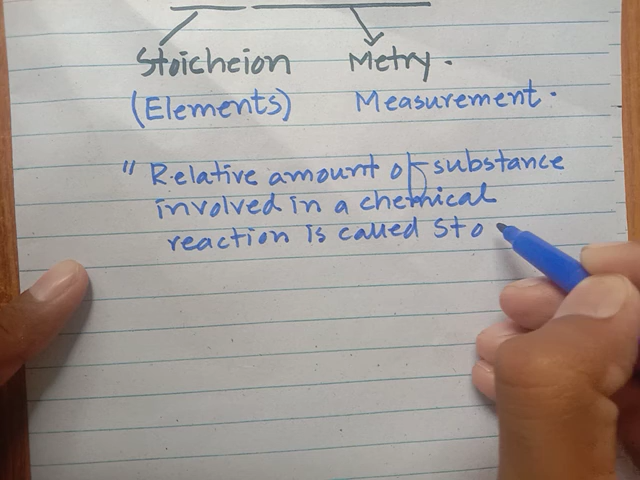 Stoicheion Metry.
(Elements) Measurement.
" Relative amount of substance
involved in a chemical
reaction is called Sto